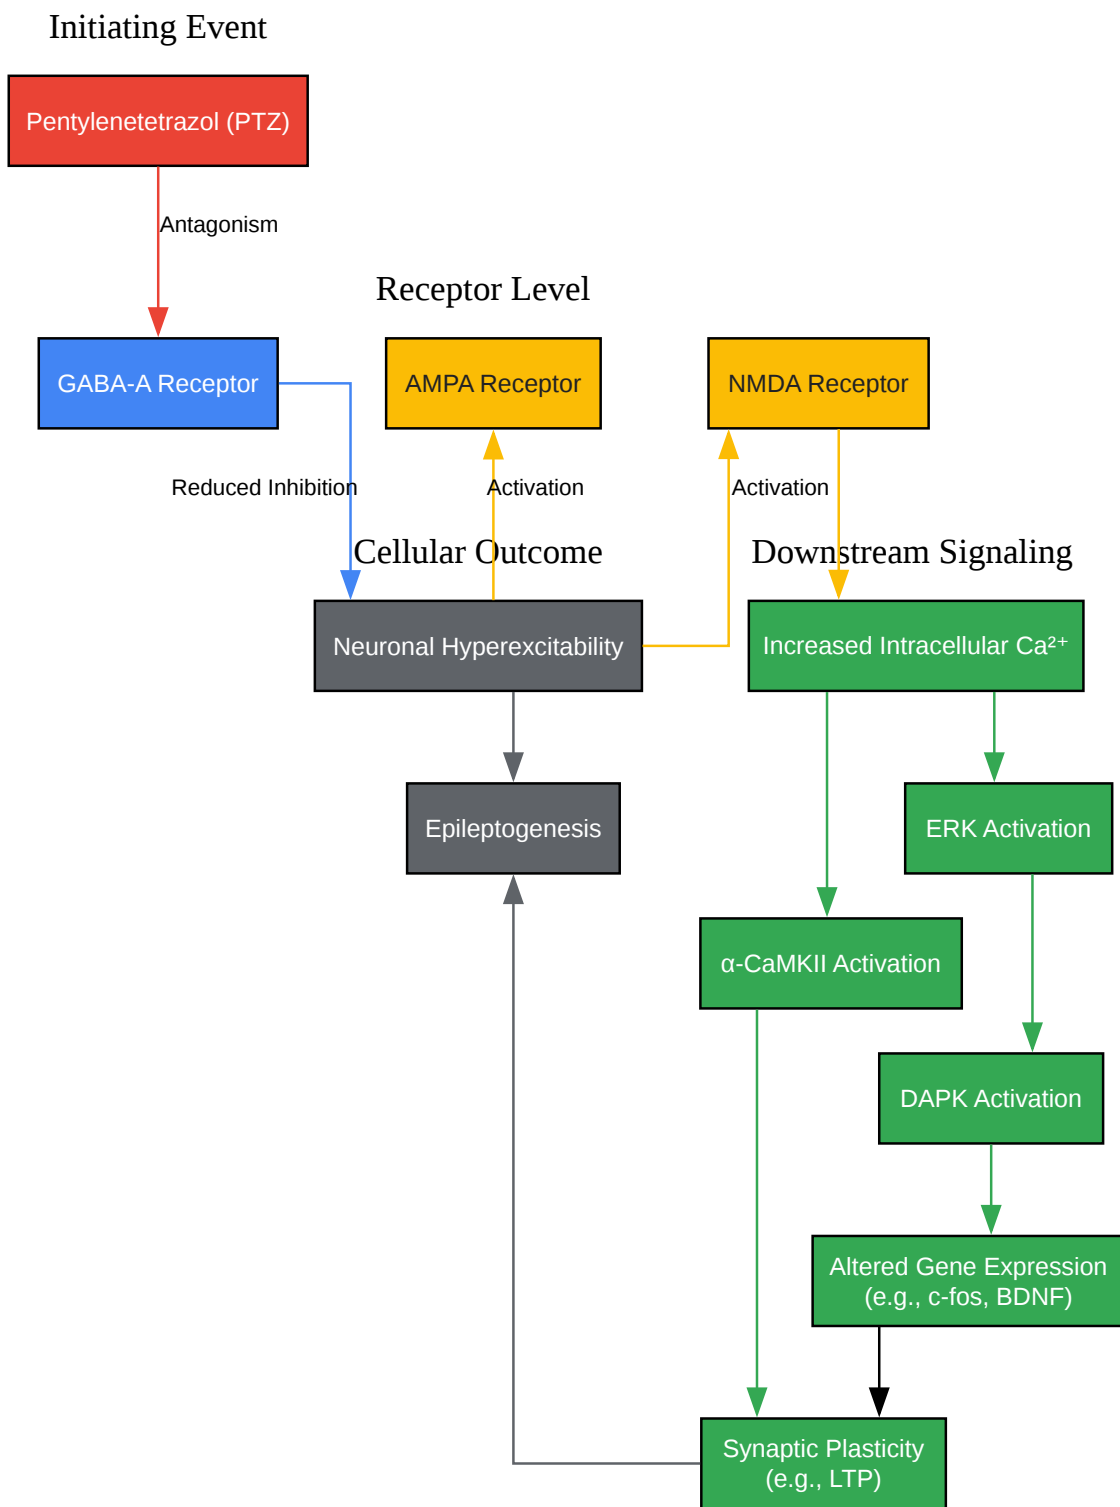 Initiating Event
Pentylenetetrazol (PTZ)
Antagonism
Receptor Level
GABA-A Receptor
AMPA Receptor
NMDA Receptor
Reduced Inhibition
Activation
Activation
Cellular Outcome
Downstream Signaling
Neuronal Hyperexcitability
Increased Intracellular Ca²⁺
Epileptogenesis
ERK Activation
α-CaMKII Activation
DAPK Activation
Altered Gene Expression
(e.g., c-fos, BDNF)
Synaptic Plasticity
(e.g., LTP)